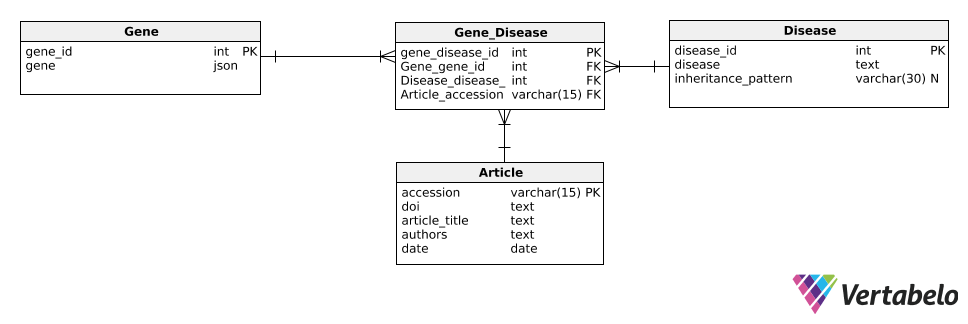 Gene
gene_id int PK
gene json
Gene_Disease
gene_disease_id int PK
Gene_gene_id int FK
Disease_disease_ int FK
Article_accession varchar(15) FK
Disease
disease_id int PK
disease text
inheritance_pattern varchar(30) N
Article
accession varchar(15) PK
doi text
article_title text
authors text
date date
Vertabelo